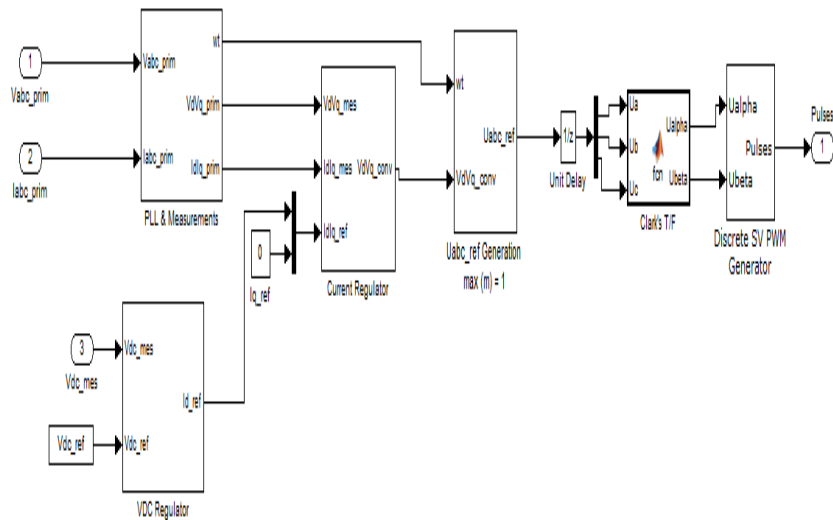 1
Vabc_prim
2
Iabc_prim
Vabc_prim
Iabc_prim
wt
VdVq_prim
IdIq_prim
PLL & Measurements
VdVq_mes
IdIq_mes
IdIq_ref
VdVq_conv
Current Regulator
0
Iq_ref
wt
VdVq_conv
Uabc_ref
Uabc_ref Generation
max (m) = 1
1/z
Unit Delay
Ua
Ub
Uc
fcn
Ualpha
Ubeta
Clark's T/F
Ualpha
Ubeta
Pulses
Discrete SV PWM
Generator
Pulses
1
3
Vdc_mes
Vdc_ref
Vdc_mes
Vdc_ref
Id_ref
VDC Regulator